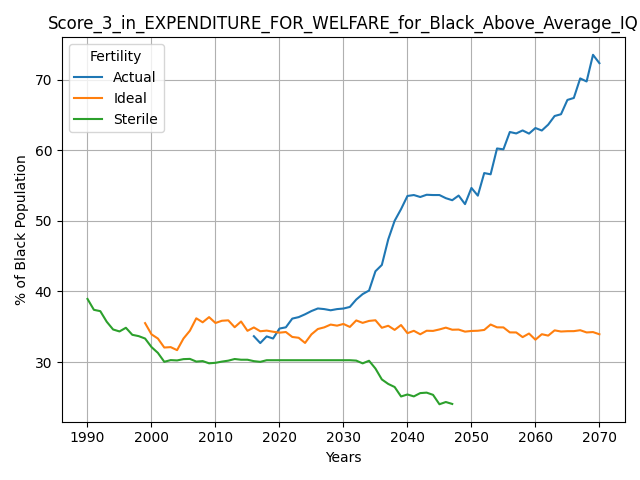 Score_3_in_EXPENDITURE_FOR_WELFARE_for_Black_Above_Average_IQ
Fertility
Actual
Ideal
Sterile
% of Black Population
70
60
50
40
30
1990
2000
2010
2020
2030
2040
2050
2060
2070
Years